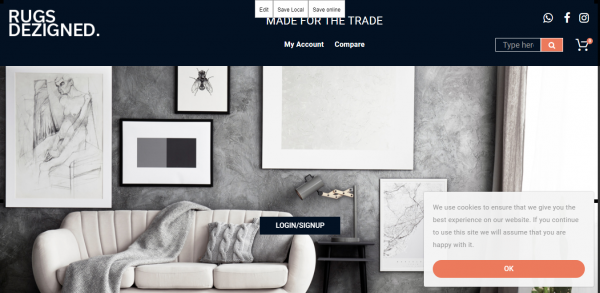 RUGS
DEZIGNED.
Edit Save Local Save online
MADE FOR THE TRADE
My Account Compare
Type her
LOGIN/SIGNUP
We use cookies to ensure that we give you the
best experience on our website. If you continue
to use this site we will assume that you are
happy with it.
OK